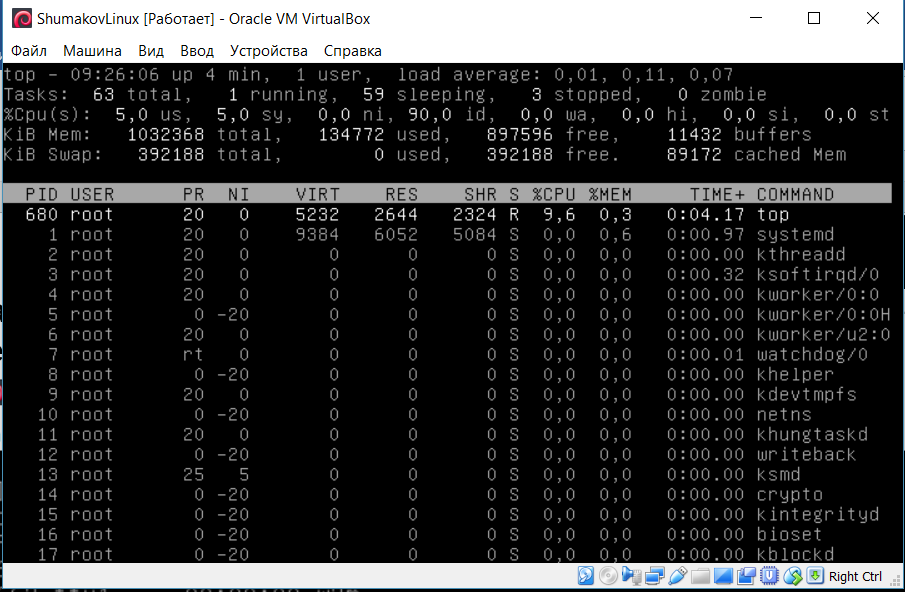 ShumakovLinux [Работает] - Oracle VM VirtualBox
Файл Машина Вид Ввод Устройства Справка
top - 09:26:06 up 4 min, 1 user, load average: 0,01, 0,11, 0,07
Tasks: 63 total, 1 running, 59 sleeping, 3 stopped, 0 zombie
%Cpu(s): 5,0 us, 5,0 sy, 0,0 ni, 90,0 id, 0,0 wa, 0,0 hi, 0,0 si, 0,0 st
KiB Mem: 1032368 total, 134772 used, 897596 free, 11432 buffers
KiB Swap: 392188 total, 0 used, 392188 free. 89172 cached Mem
PID USER PR NI VIRT RES SHR S %CPU %MEM TIME+ COMMAND
680 root 20 0 5232 2644 2324 R 9,6 0,3 0:04.17 top
1 root 20 0 9384 6052 5084 S 0,0 0,6 0:00.97 systemd
2 root 20 0 0 0 0 S 0,0 0,0 0:00.00 kthreadd
3 root 20 0 0 0 0 S 0,0 0,0 0:00.32 ksoftirqd/0
4 root 20 0 0 0 0 S 0,0 0,0 0:00.00 kworker/0:0
5 root 0 -20 0 0 0 S 0,0 0,0 0:00.00 kworker/0:0H
6 root 20 0 0 0 0 S 0,0 0,0 0:00.00 kworker/u2:0
7 root rt 0 0 0 0 S 0,0 0,0 0:00.01 watchdog/0
8 root 0 -20 0 0 0 S 0,0 0,0 0:00.00 khelper
9 root 20 0 0 0 0 S 0,0 0,0 0:00.00 kdevtmpfs
10 root 0 -20 0 0 0 S 0,0 0,0 0:00.00 netns
11 root 20 0 0 0 0 S 0,0 0,0 0:00.00 khungtaskd
12 root 0 -20 0 0 0 S 0,0 0,0 0:00.00 writeback
13 root 25 5 0 0 0 S 0,0 0,0 0:00.00 ksmd
14 root 0 -20 0 0 0 S 0,0 0,0 0:00.00 crypto
15 root 0 -20 0 0 0 S 0,0 0,0 0:00.00 kintegrityd
16 root 0 -20 0 0 0 S 0,0 0,0 0:00.00 bioset
17 root 0 -20 0 0 0 S 0,0 0,0 0:00.00 kblockd
Right Ctrl